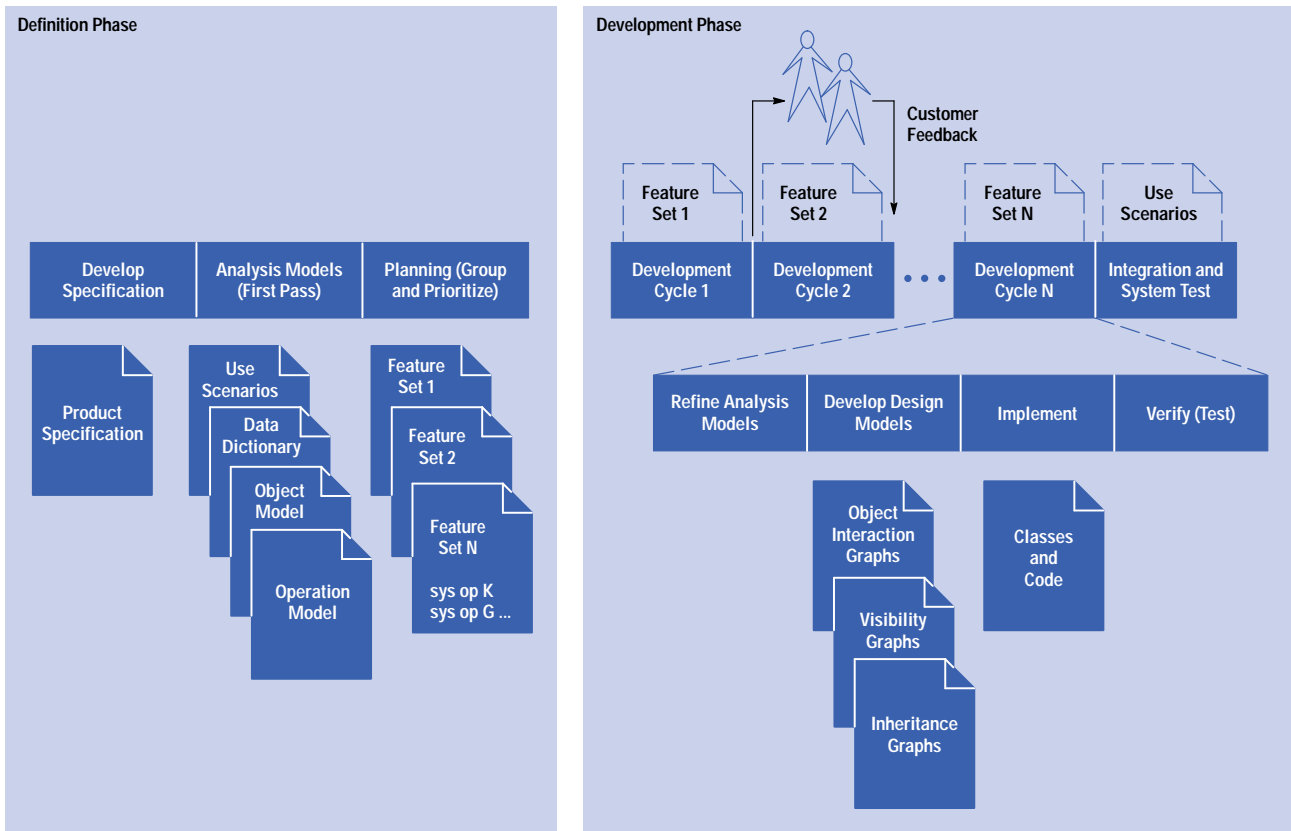 Definition Phase
Develop
Specification
Analysis Models
(First Pass)
Planning (Group
and Prioritize)
Product
Specification
Use
Scenarios
Data
Dictionary
Object
Model
Operation
Model
Feature
Set 1
Feature
Set 2
Feature
Set N
sys op K
sys op G ...
Development Phase
Customer
Feedback
Feature
Set 1
Feature
Set 2
Feature
Set N
Use
Scenarios
Development
Cycle 1
Development
Cycle 2
Development
Cycle N
Integration and
System Test
Refine Analysis
Models
Develop Design
Models
Implement
Verify (Test)
Object
Interaction
Graphs
Visibility
Graphs
Inheritance
Graphs
Classes
and
Code